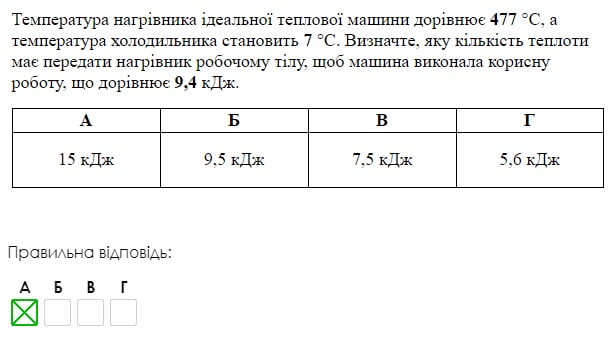 Температура нагрівника ідеальної теплової машини дорівнює 477 °C, а
температура холодильника становить 7 °C. Визначте, яку кількість теплоти
має передати нагрівник робочому тілу, щоб машина виконала корисну
роботу, що дорівнює 9,4 кДж.
А Б В Г
15 кДж 9,5 кДж 7,5 кДж 5,6 кДж
Правильна відповідь:
А Б В Г